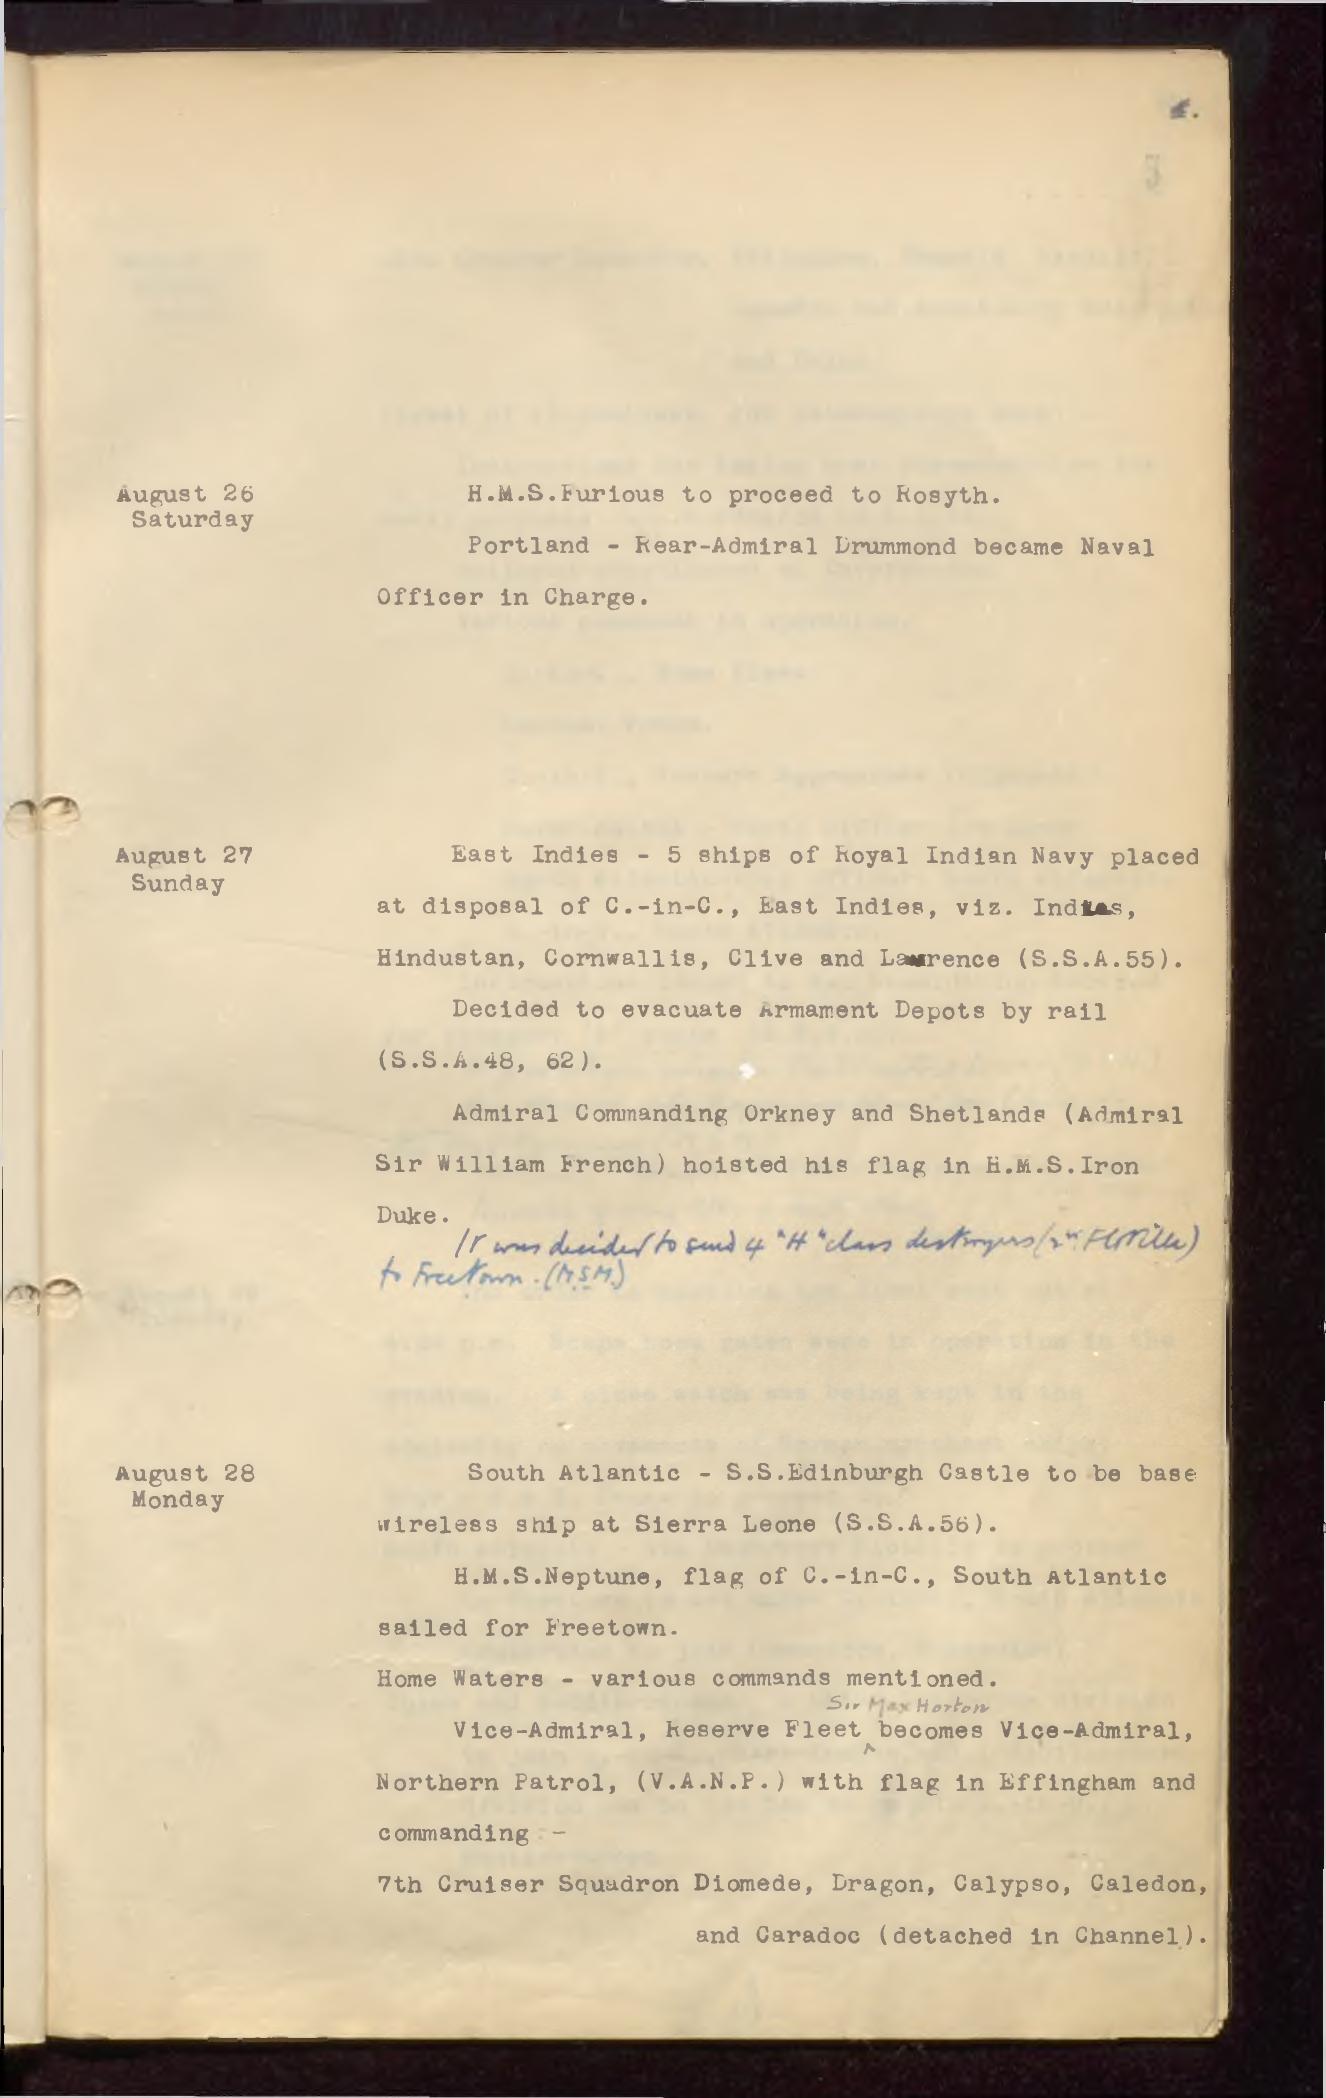 4.
3
August 26
Saturday
H.M.S.Furious to proceed to Rosyth.
Portland - Rear-Admiral Drummond became Naval
Officer in Charge.
August 27
Sunday
East Indies - 5 ships of Royal Indian Navy placed
at disposal of C.-in-C., East Indies, viz. Indus,
Hindustan, Cornwallis, Clive and Lawrence (S.S.A.55).
Decided to evacuate Armament Depots by rail
(S.S.A.48, 62).
Admiral Commanding Orkney and Shetlands (Admiral
Sir William French) hoisted his flag in H.M.S.Iron
Duke.
It was decided to send 4 "H" class destroyers (2nd Flotilla)
to Freetown. (M.S.M)
August 28
Monday
South Atlantic - S.S.Edinburgh Castle to be base
wireless ship at Sierra Leone (S.S.A.56).
H.M.S.Neptune, flag of C.-in-C., South Atlantic
sailed for Freetown.
Home Waters - various commands mentioned.
Sir Max Horton
Vice-Admiral, Reserve Fleet ^ becomes Vice-Admiral,
Northern Patrol, (V.A.N.P.) with flag in Effingham and
commanding :-
7th Cruiser Squadron Diomede, Dragon, Calypso, Caledon,
and Caradoc (detached in Channel).